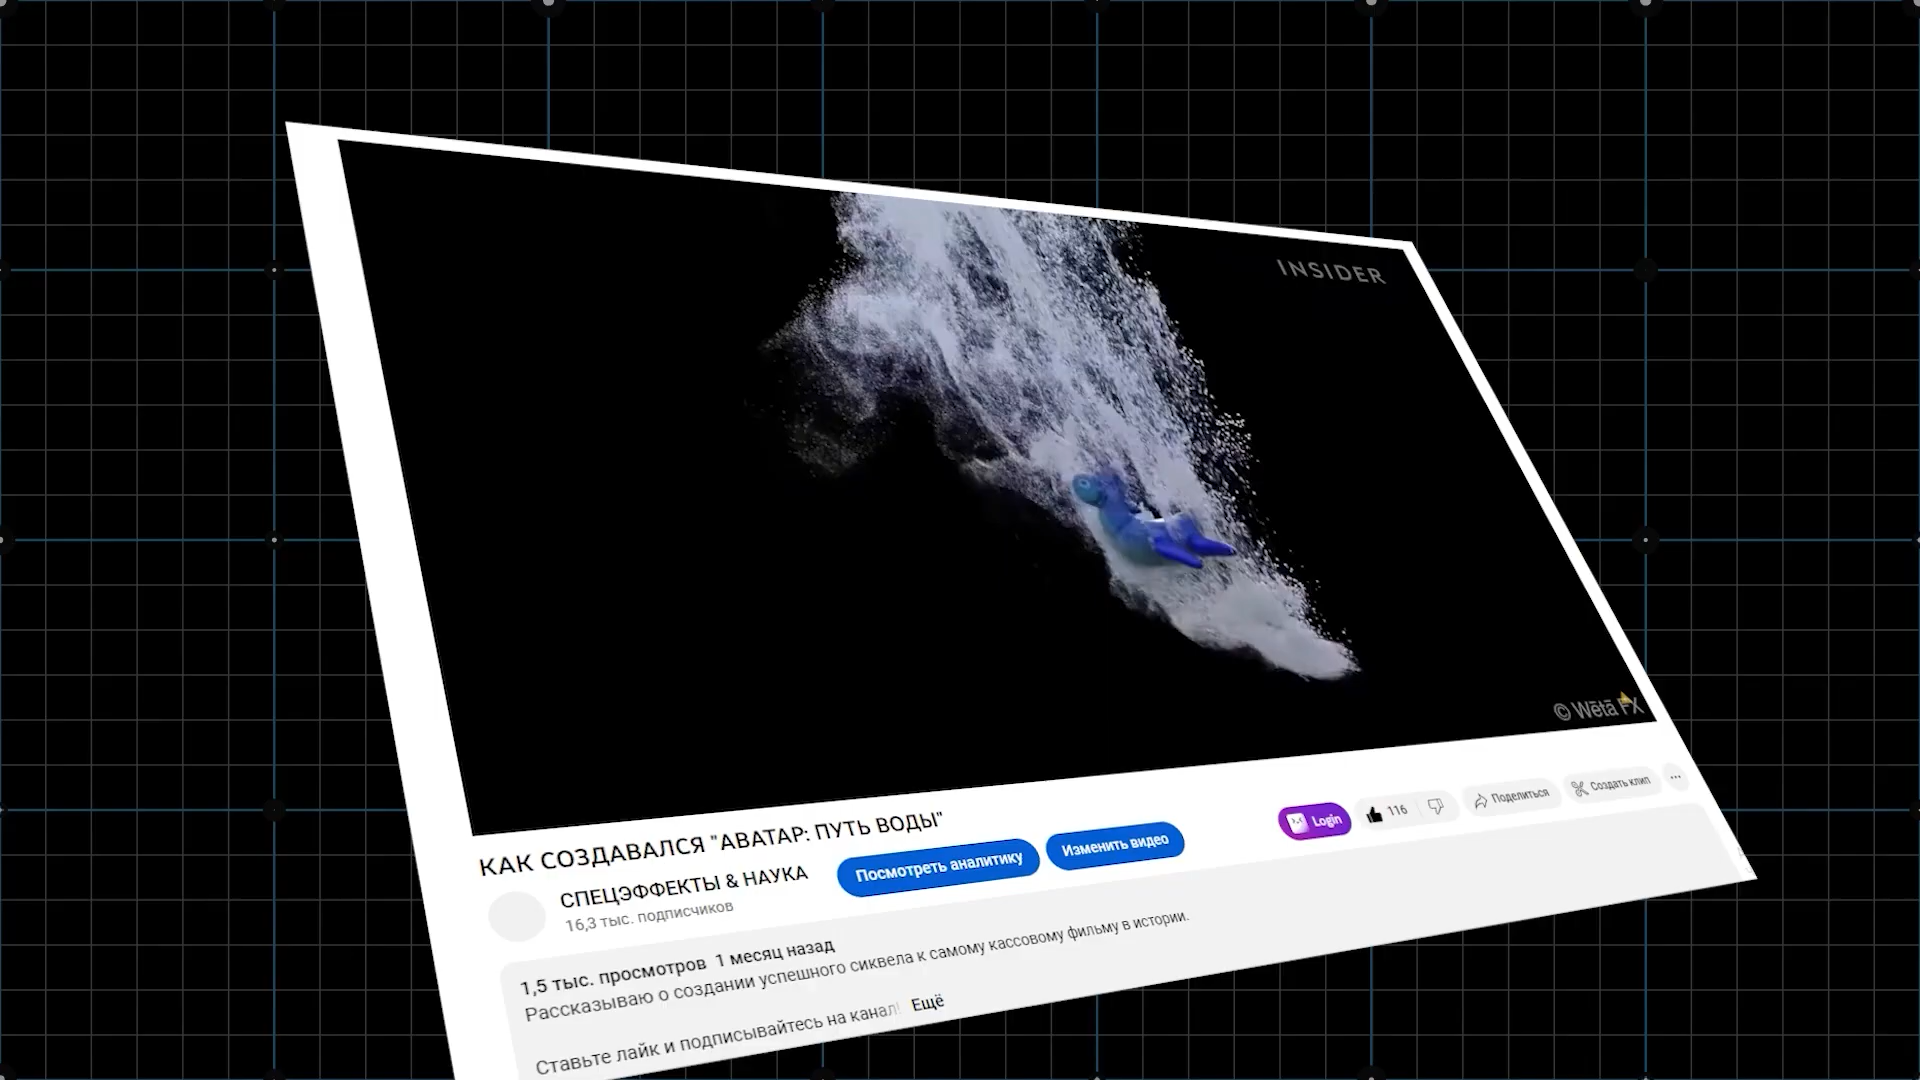 INSIDER
© Wētā FX
КАК СОЗДАВАЛСЯ "АВАТАР: ПУТЬ ВОДЫ"
СПЕЦЭФФЕКТЫ & НАУКА
16,3 тыс. подписчиков
Посмотреть аналитику
Изменить видео
Login
116
Поделиться
Создать клип
1,5 тыс. просмотров 1 месяц назад
Рассказываю о создании успешного сиквела к самому кассовому фильму в истории.
Ставьте лайк и подписывайтесь на канал! Ещё